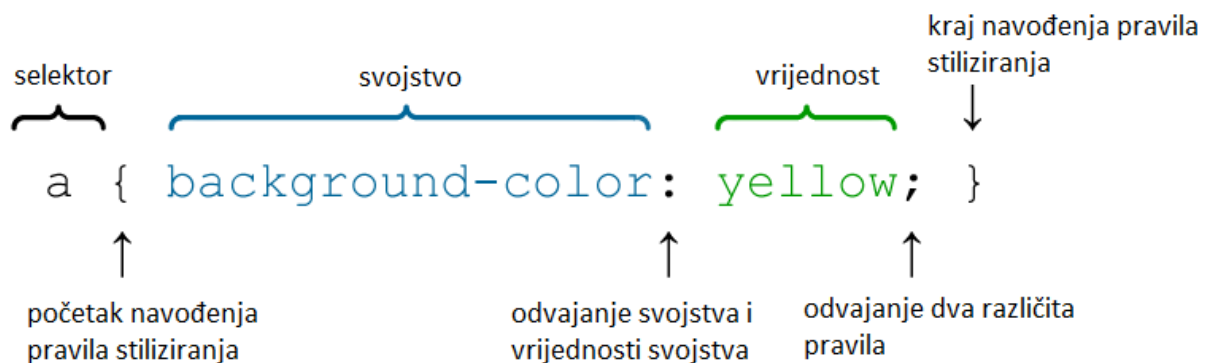 kraj navođenja pravila
stiliziranja
selektor
svojstvo
vrijednost
a { background-color: yellow; }
početak navođenja
pravila stiliziranja
odvajanje svojstva i
vrijednosti svojstva
odvajanje dva različita
pravila